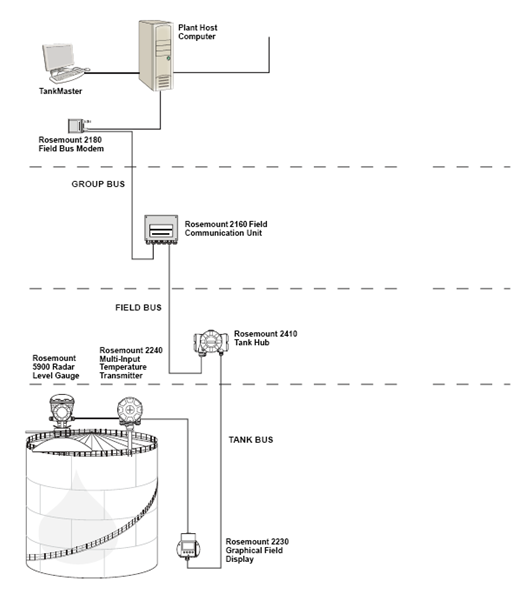 Plant Host
Computer
TankMaster
Rosemount 2180
Field Bus Modem
GROUP BUS
Rosemount 2160 Field
Communication Unit
FIELD BUS
Rosemount 2410
Tank Hub
Rosemount
5900 Radar
Level Gauge
Rosemount 2240
Multi-Input
Temperature
Transmitter
TANK BUS
Rosemount 2230
Graphical Field
Display